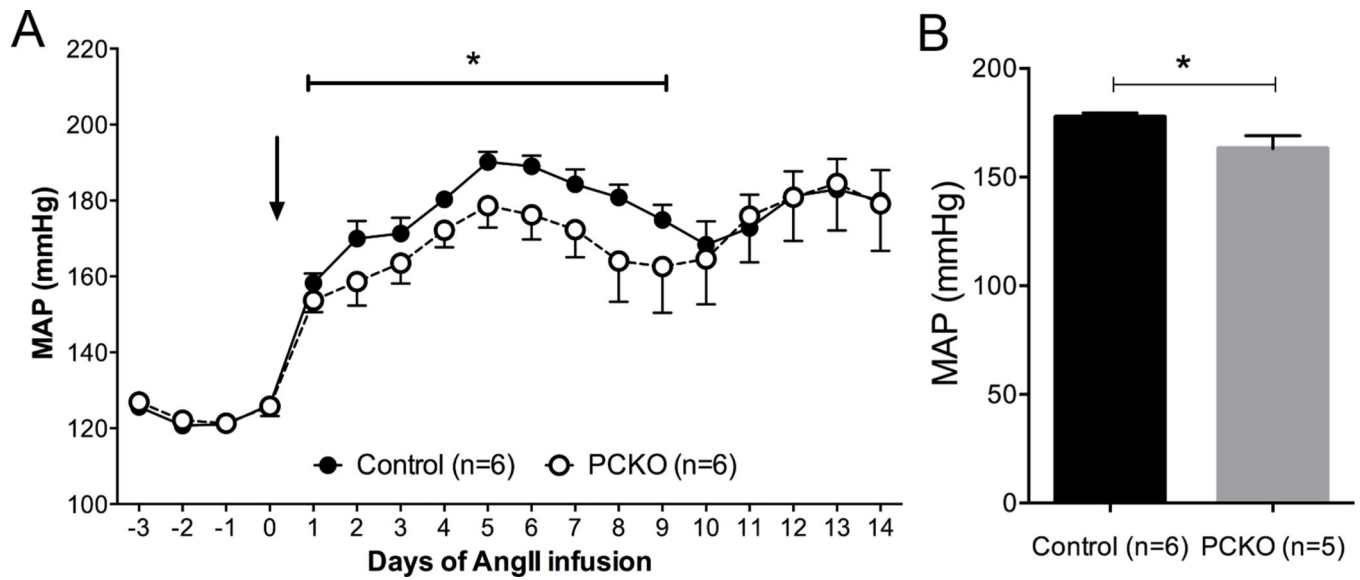 A
MAP (mmHg)
220
200
180
160
140
120
100
*
Control (n=6) PCKO (n=6)
-3 -2 -1 0 1 2 3 4 5 6 7 8 9 10 11 12 13 14
Days of AngII infusion
B
MAP (mmHg)
200
150
100
50
0
*
Control (n=6) PCKO (n=5)